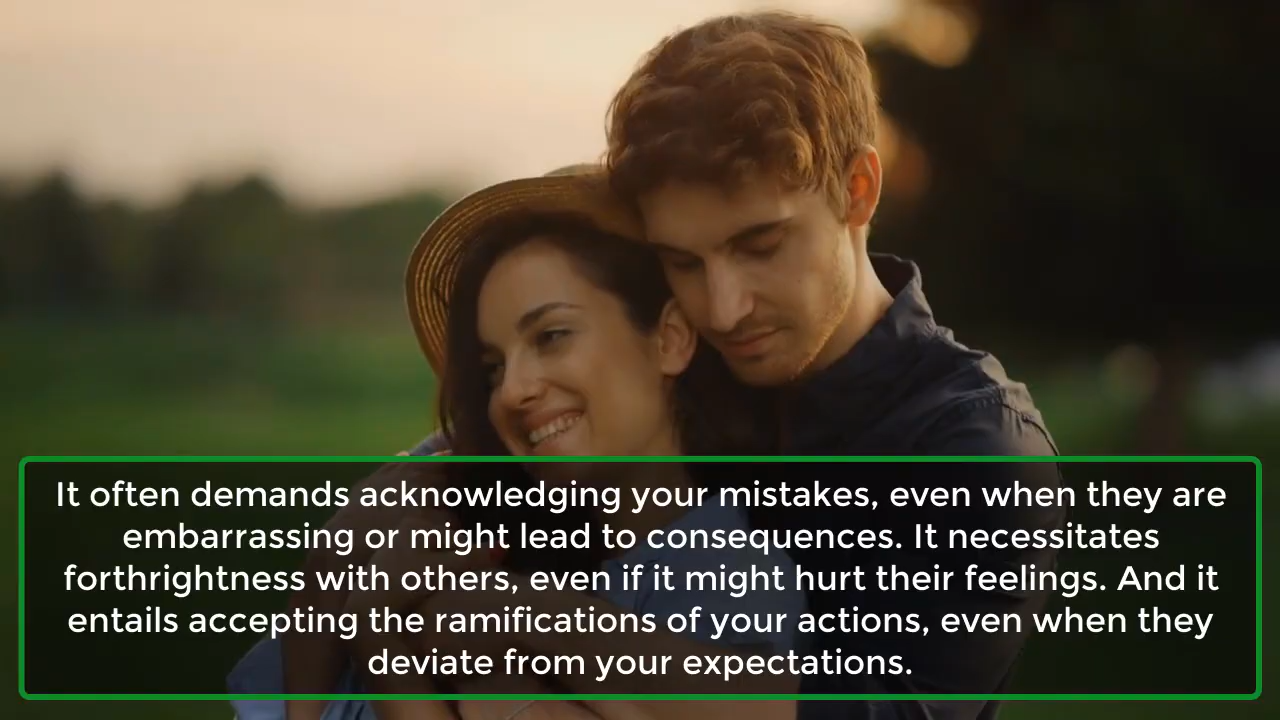 It often demands acknowledging your mistakes, even when they are
embarrassing or might lead to consequences. It necessitates
forthrightness with others, even if it might hurt their feelings. And it
entails accepting the ramifications of your actions, even when they
deviate from your expectations.